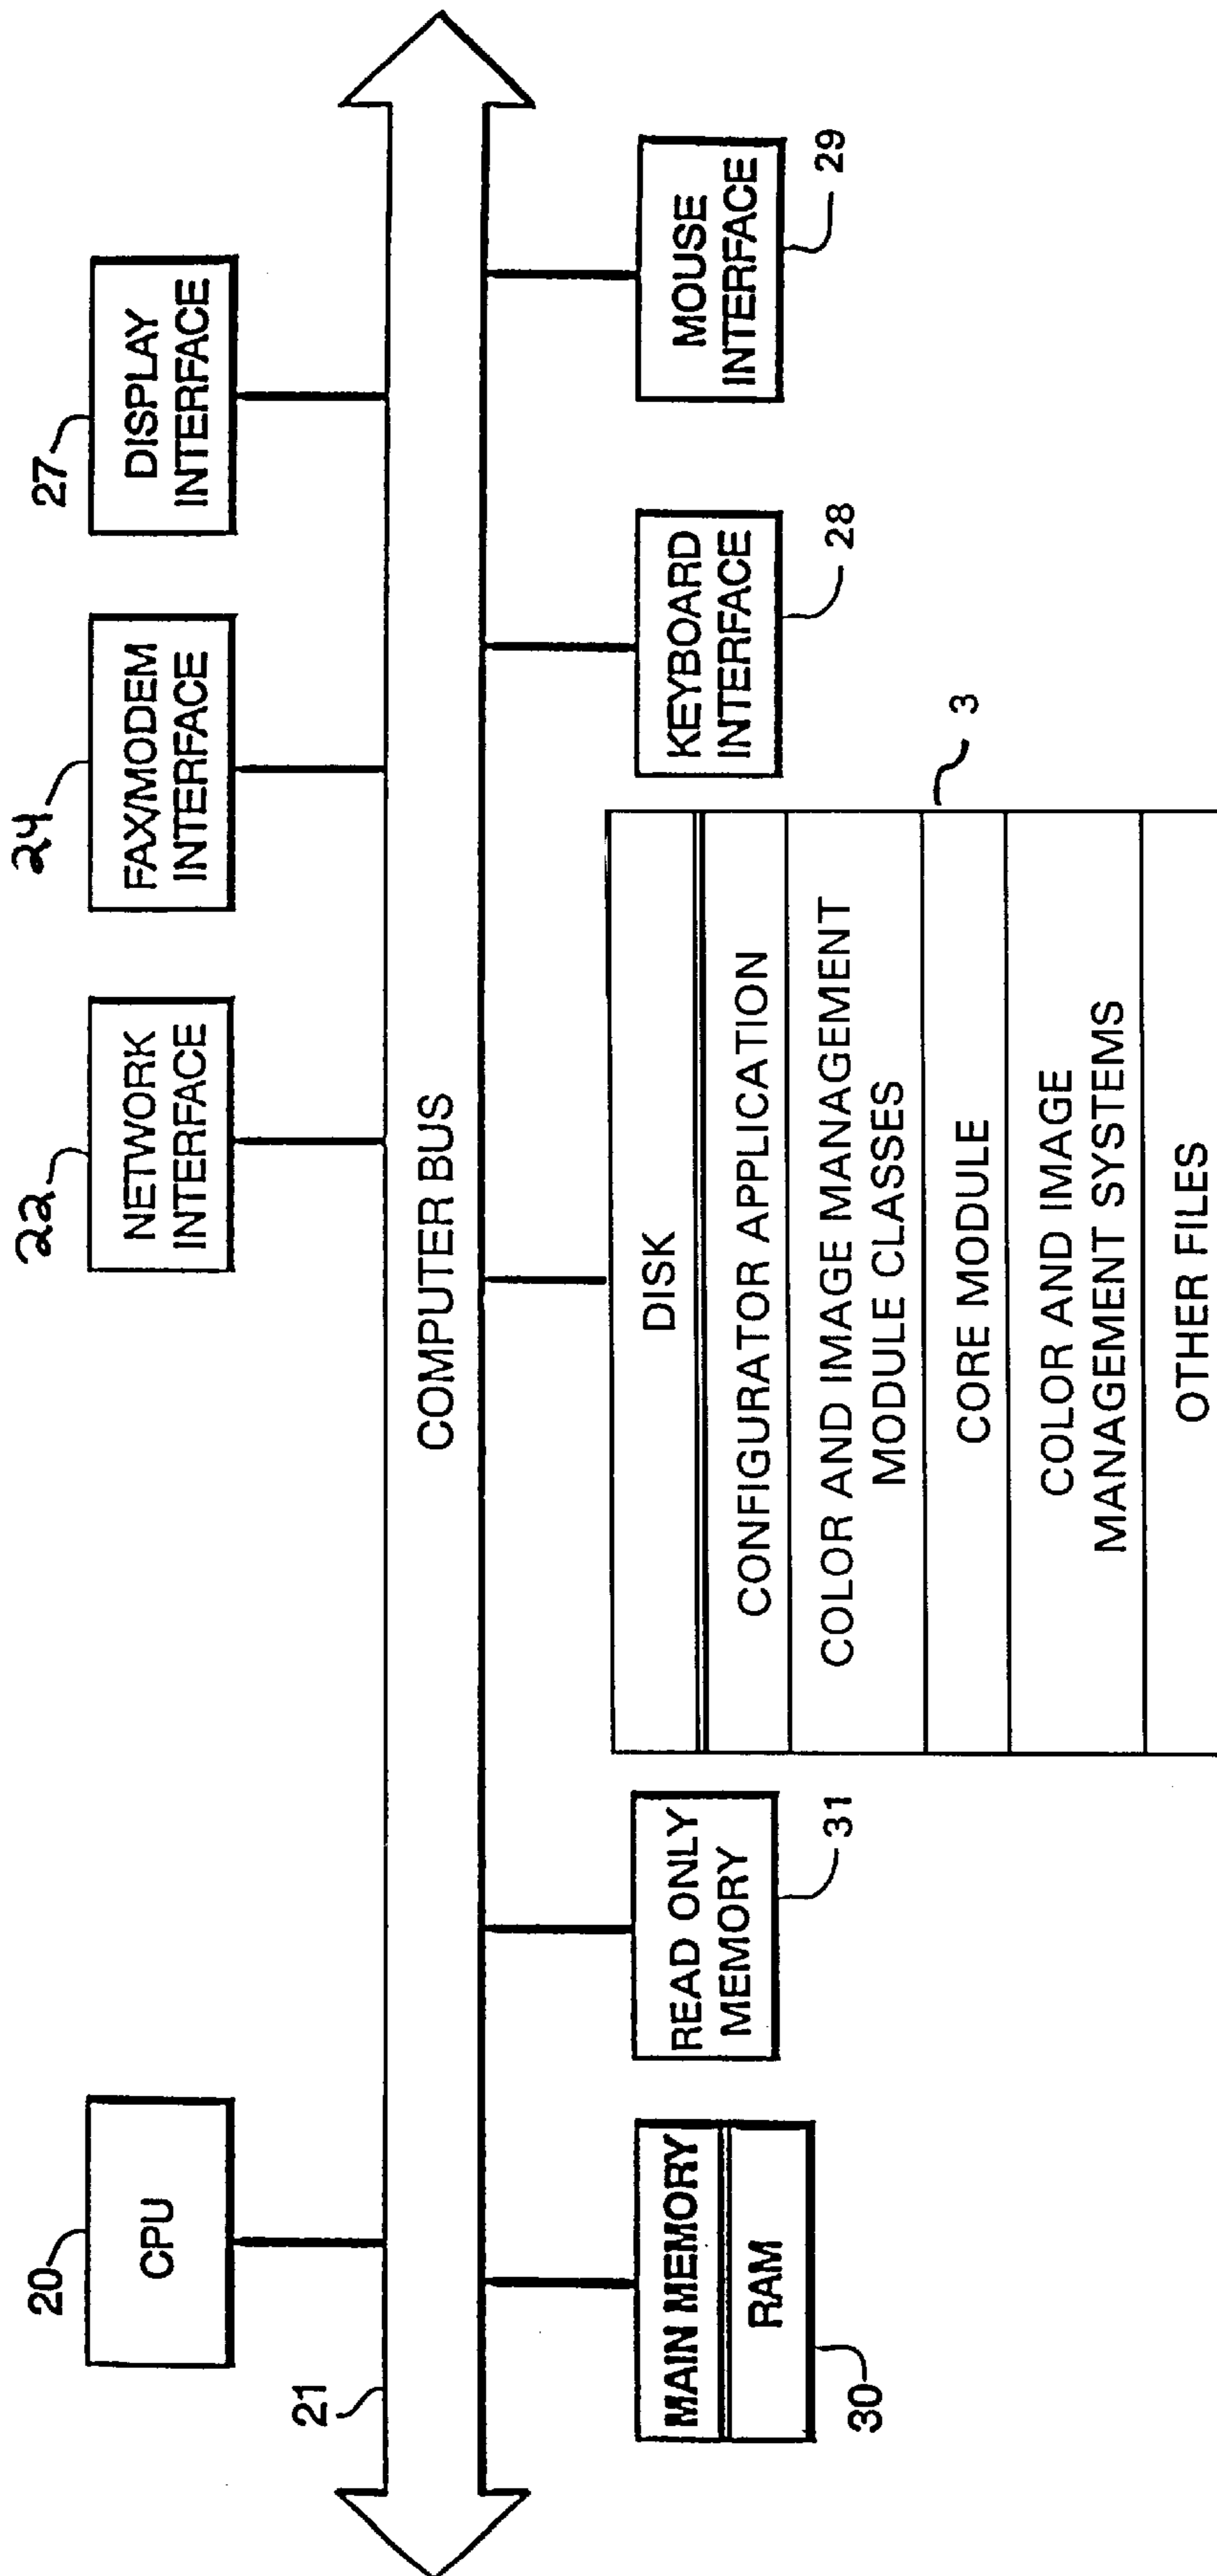 20
CPU
22
NETWORK
INTERFACE
24
FAX/MODEM
INTERFACE
27
DISPLAY
INTERFACE
21
COMPUTER BUS
MAIN MEMORY
RAM
30
READ ONLY
MEMORY
31
DISK
CONFIGURATOR APPLICATION
COLOR AND IMAGE MANAGEMENT
MODULE CLASSES
CORE MODULE
COLOR AND IMAGE
MANAGEMENT SYSTEMS
OTHER FILES
3
KEYBOARD
INTERFACE
28
MOUSE
INTERFACE
29